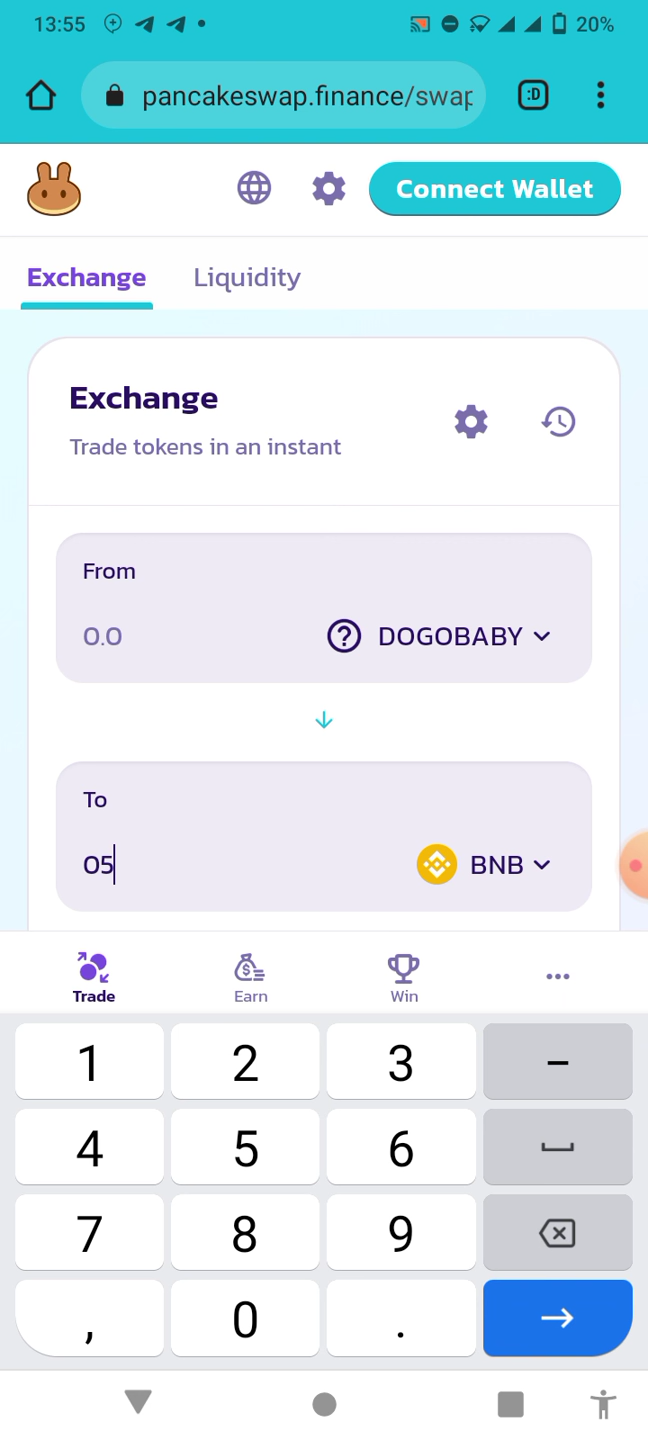 13:55 20%
pancakeswap.finance/swap
:D
Connect Wallet
Exchange Liquidity
Exchange
Trade tokens in an instant
From
0.0 DOGOBABY
To
05 BNB
Trade Earn Win
1 2 3 -
4 5 6
7 8 9
, 0 .